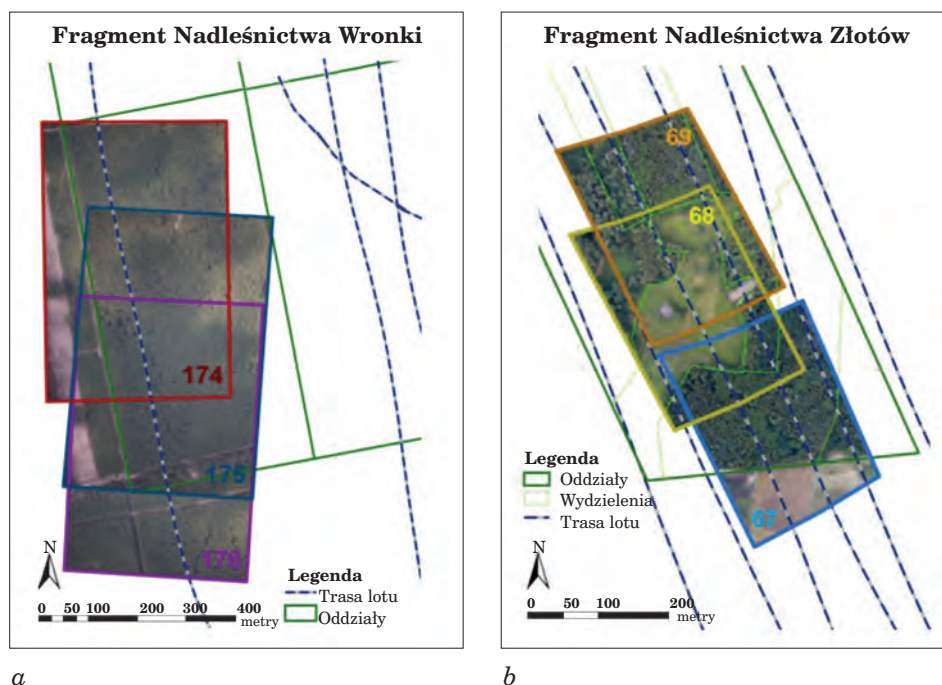 Fragment Nadleśnictwa Wronki
174
175
176
N
Legenda
Trasa lotu
Oddziały
0 50 100 200 300 400
metry
a
Fragment Nadleśnictwa Złotów
69
68
67
Legenda
Oddziały
Wydzielenia
Trasa lotu
N
0 50 100 200
metry
b